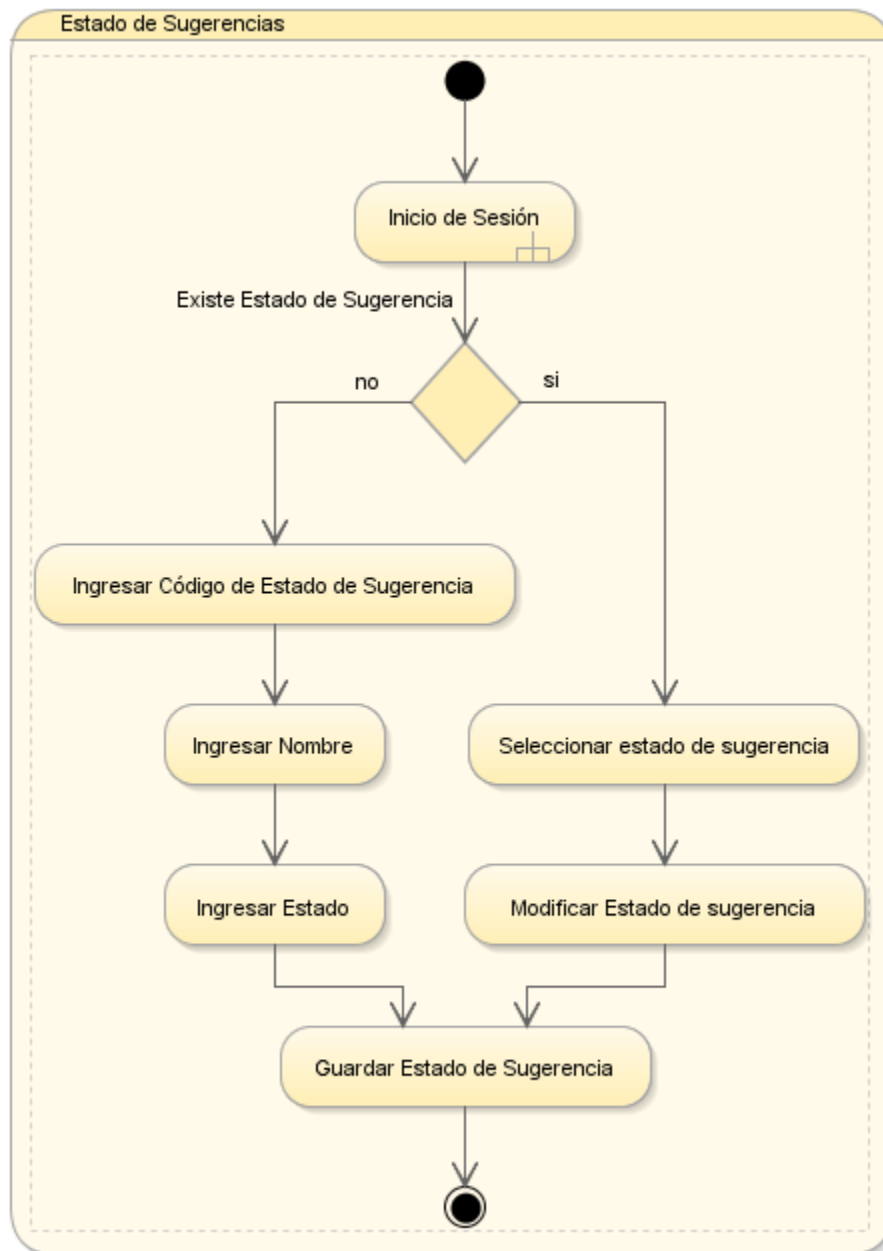 Estado de Sugerencias
Inicio de Sesión
Existe Estado de Sugerencia
no
si
Ingresar Código de Estado de Sugerencia
Ingresar Nombre
Seleccionar estado de sugerencia
Ingresar Estado
Modificar Estado de sugerencia
Guardar Estado de Sugerencia